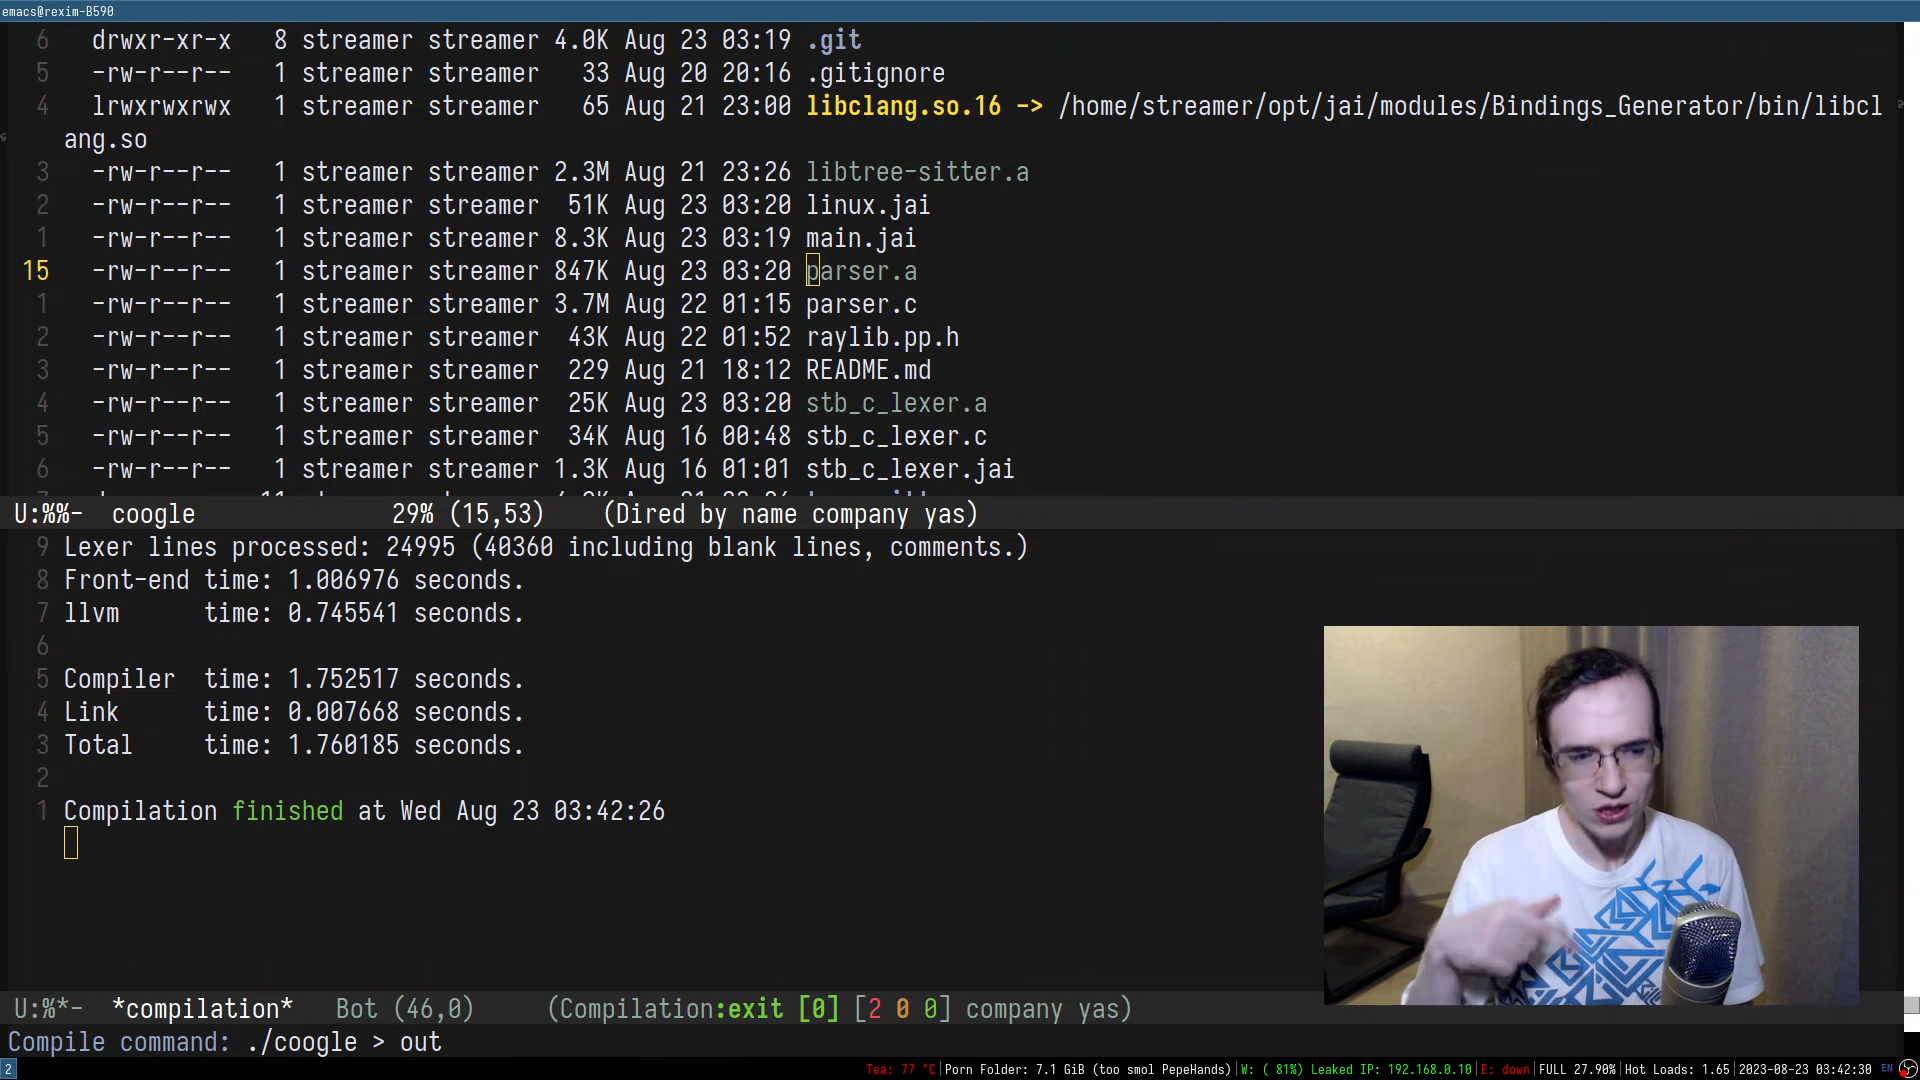 emacs@rexim-B590
6 drwxr-xr-x 8 streamer streamer 4.0K Aug 23 03:19 .git
5 -rw-r--r-- 1 streamer streamer 33 Aug 20 20:16 .gitignore
4 lrwxrwxrwx 1 streamer streamer 65 Aug 21 23:00 libclang.so.16 -> /home/streamer/opt/jai/modules/Bindings_Generator/bin/libcl
ang.so
3 -rw-r--r-- 1 streamer streamer 2.3M Aug 21 23:26 libtree-sitter.a
2 -rw-r--r-- 1 streamer streamer 51K Aug 23 03:20 linux.jai
1 -rw-r--r-- 1 streamer streamer 8.3K Aug 23 03:19 main.jai
15 -rw-r--r-- 1 streamer streamer 847K Aug 23 03:20 parser.a
1 -rw-r--r-- 1 streamer streamer 3.7M Aug 22 01:15 parser.c
2 -rw-r--r-- 1 streamer streamer 43K Aug 22 01:52 raylib.pp.h
3 -rw-r--r-- 1 streamer streamer 229 Aug 21 18:12 README.md
4 -rw-r--r-- 1 streamer streamer 25K Aug 23 03:20 stb_c_lexer.a
5 -rw-r--r-- 1 streamer streamer 34K Aug 16 00:48 stb_c_lexer.c
6 -rw-r--r-- 1 streamer streamer 1.3K Aug 16 01:01 stb_c_lexer.jai
U:%%- coogle 29% (15,53) (Dired by name company yas)
9 Lexer lines processed: 24995 (40360 including blank lines, comments.)
8 Front-end time: 1.006976 seconds.
7 llvm time: 0.745541 seconds.
6
5 Compiler time: 1.752517 seconds.
4 Link time: 0.007668 seconds.
3 Total time: 1.760185 seconds.
2
1 Compilation finished at Wed Aug 23 03:42:26
U:%*- *compilation* Bot (46,0) (Compilation:exit [0] [2 0 0] company yas)
Compile command: ./coogle > out
2 Tea: 77 °C|Porn Folder: 7.1 GiB (too smol PepeHands)|W: ( 81%) Leaked IP: 192.168.0.10|E: down|FULL 27.90%|Hot Loads: 1.65|2023-08-23 03:42:30 EN